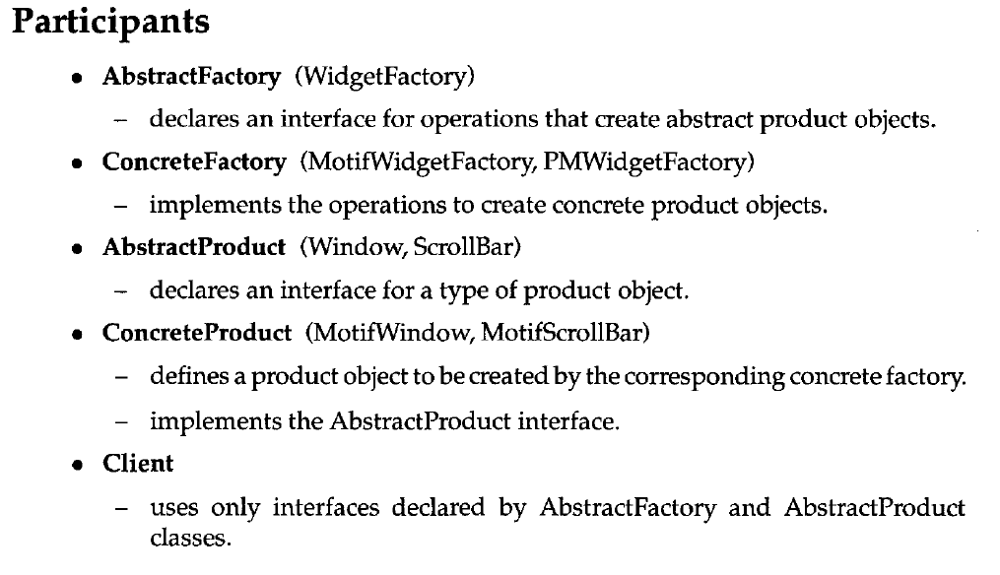 Participants
• AbstractFactory (WidgetFactory)
– declares an interface for operations that create abstract product objects.
• ConcreteFactory (MotifWidgetFactory, PMWidgetFactory)
– implements the operations to create concrete product objects.
• AbstractProduct (Window, ScrollBar)
– declares an interface for a type of product object.
• ConcreteProduct (MotifWindow, MotifScrollBar)
– defines a product object to be created by the corresponding concrete factory.
– implements the AbstractProduct interface.
• Client
– uses only interfaces declared by AbstractFactory and AbstractProduct
classes.